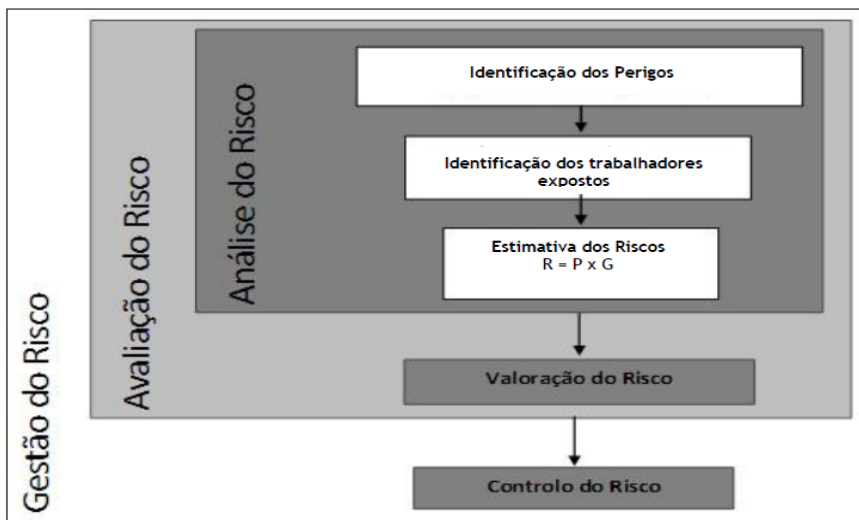 Gestão do Risco
Avaliação do Risco
Análise do Risco
Identificação dos Perigos
Identificação dos trabalhadores
expostos
Estimativa dos Riscos
R = P x G
Valoração do Risco
Controlo do Risco